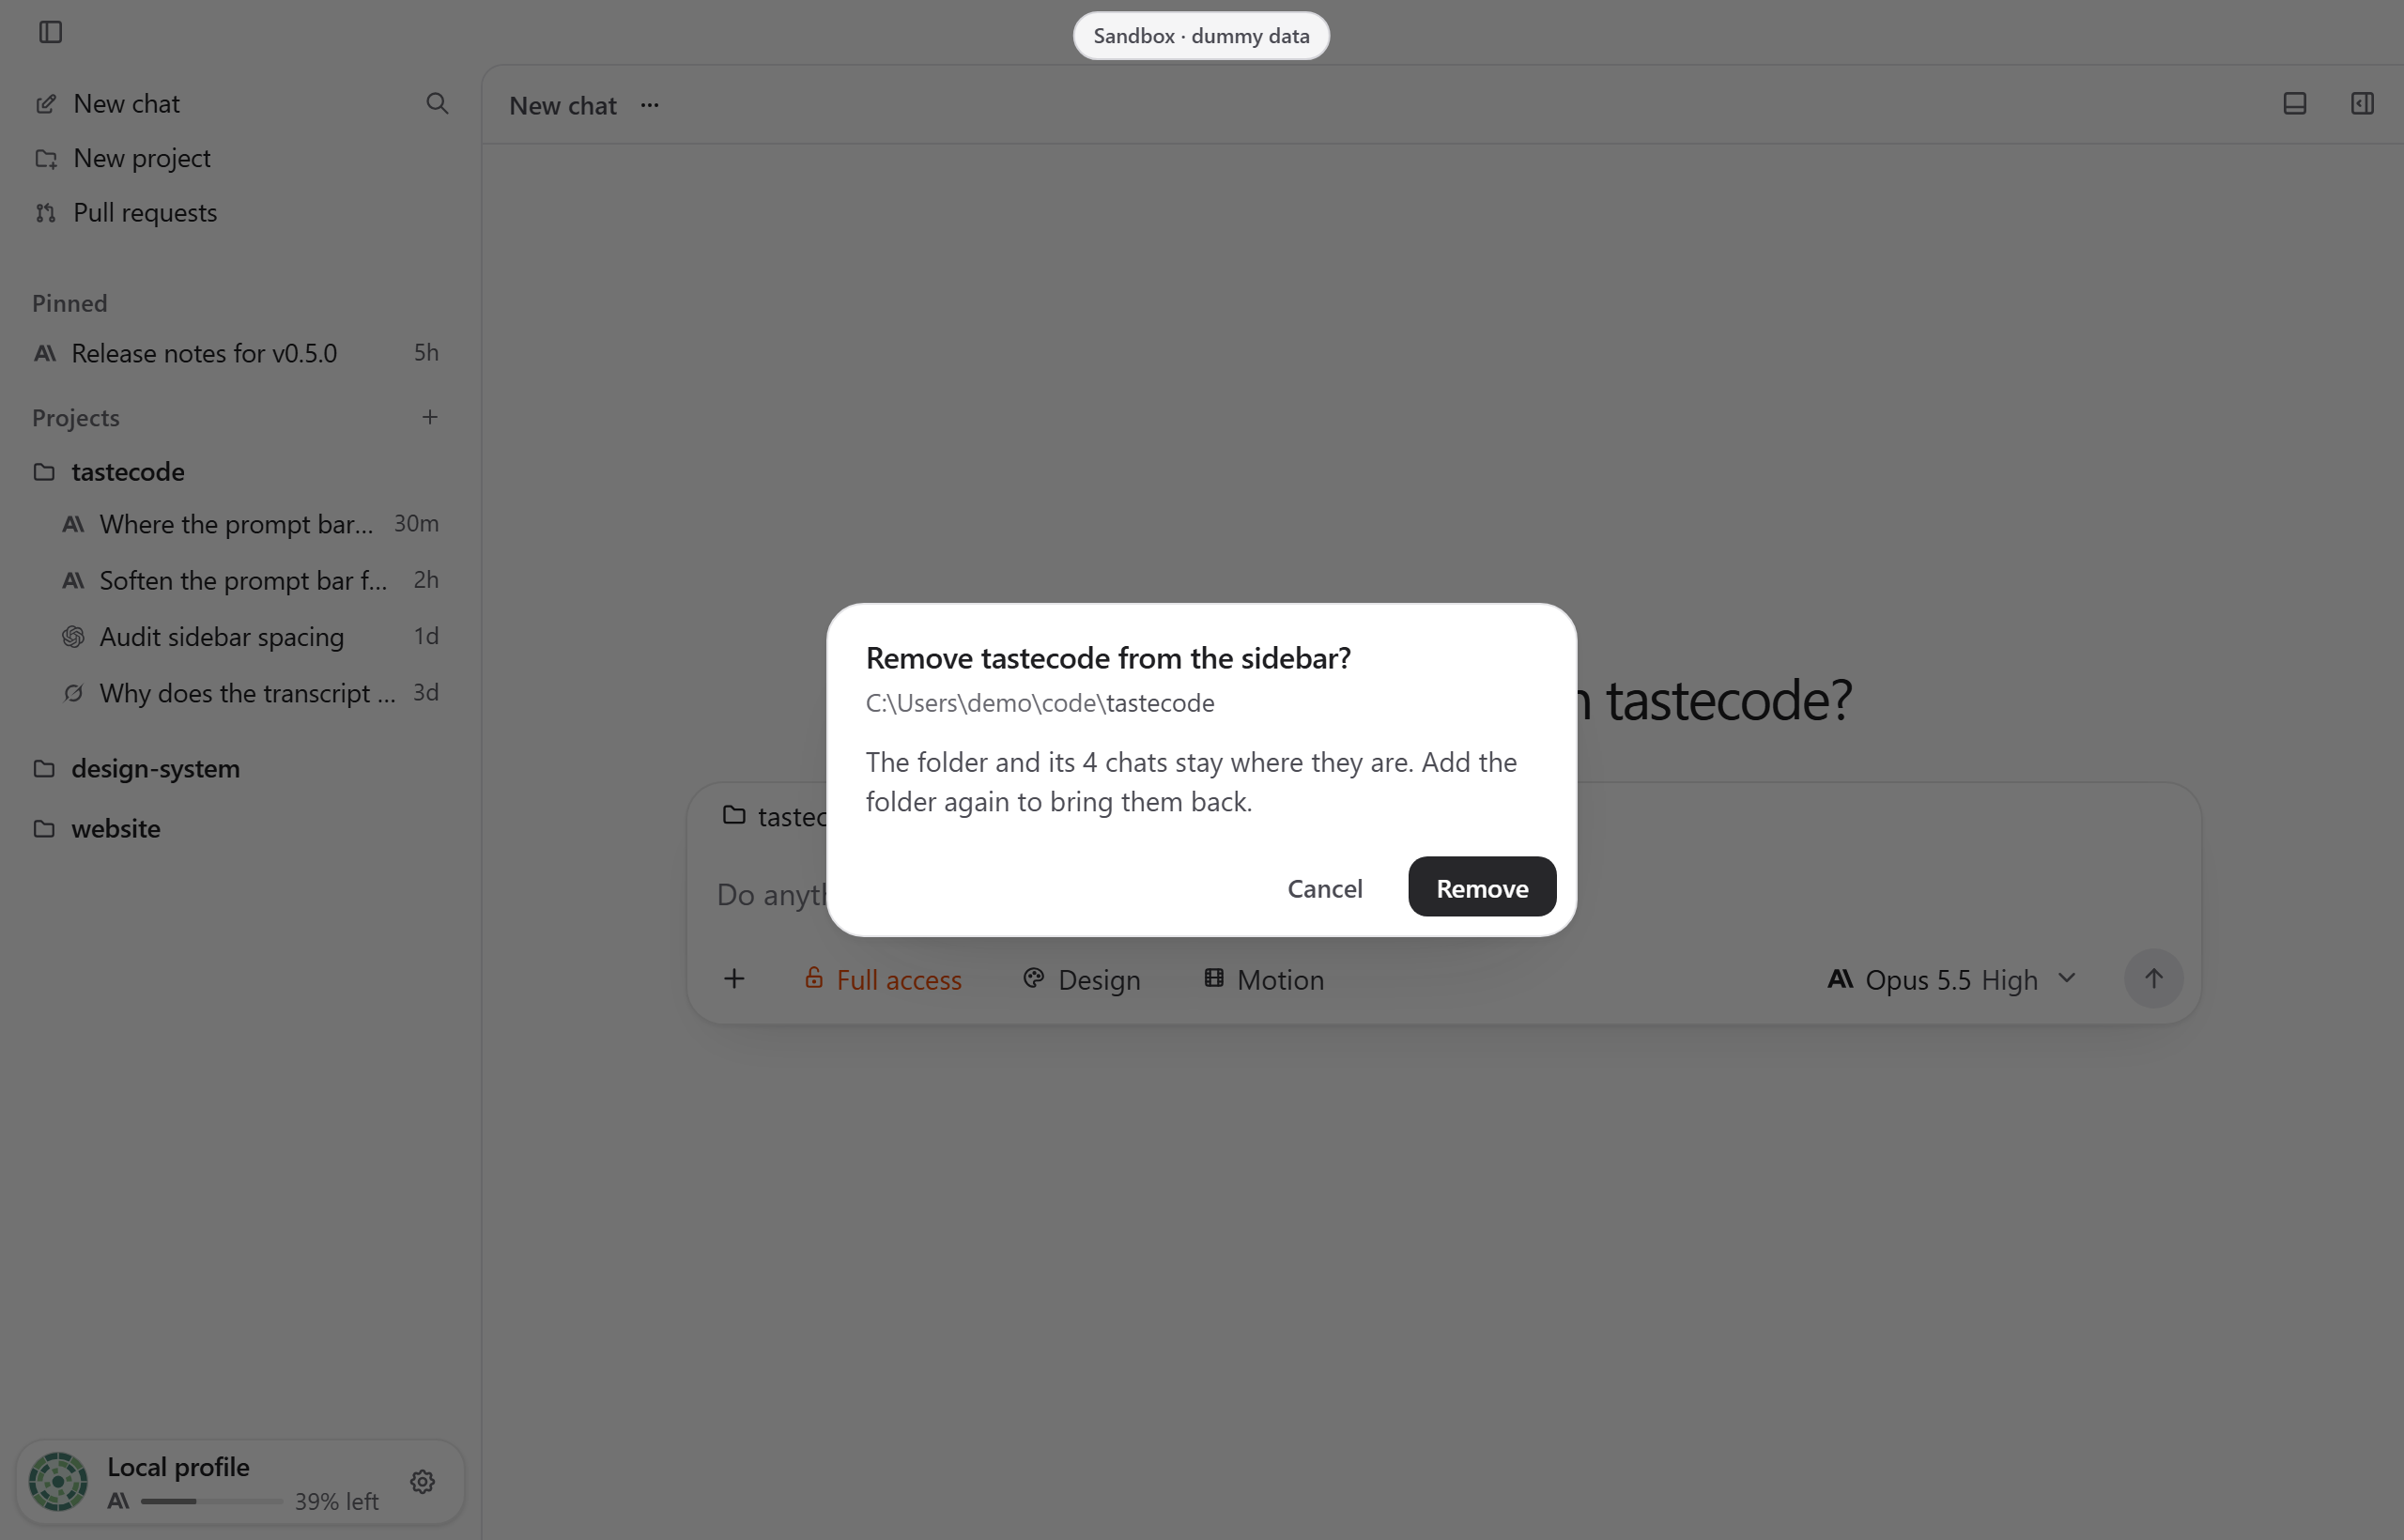 Sandbox · dummy data
New chat
New project
Pull requests
Pinned
Release notes for v0.5.0 5h
Projects
tastecode
Where the prompt bar... 30m
Soften the prompt bar f... 2h
Audit sidebar spacing 1d
Why does the transcript ... 3d
design-system
website
Local profile
39% left
New chat
tastecode?
Remove tastecode from the sidebar?
C:\Users\demo\code\tastecode
The folder and its 4 chats stay where they are. Add the
folder again to bring them back.
Cancel Remove
Full access Design Motion Opus 5.5 High